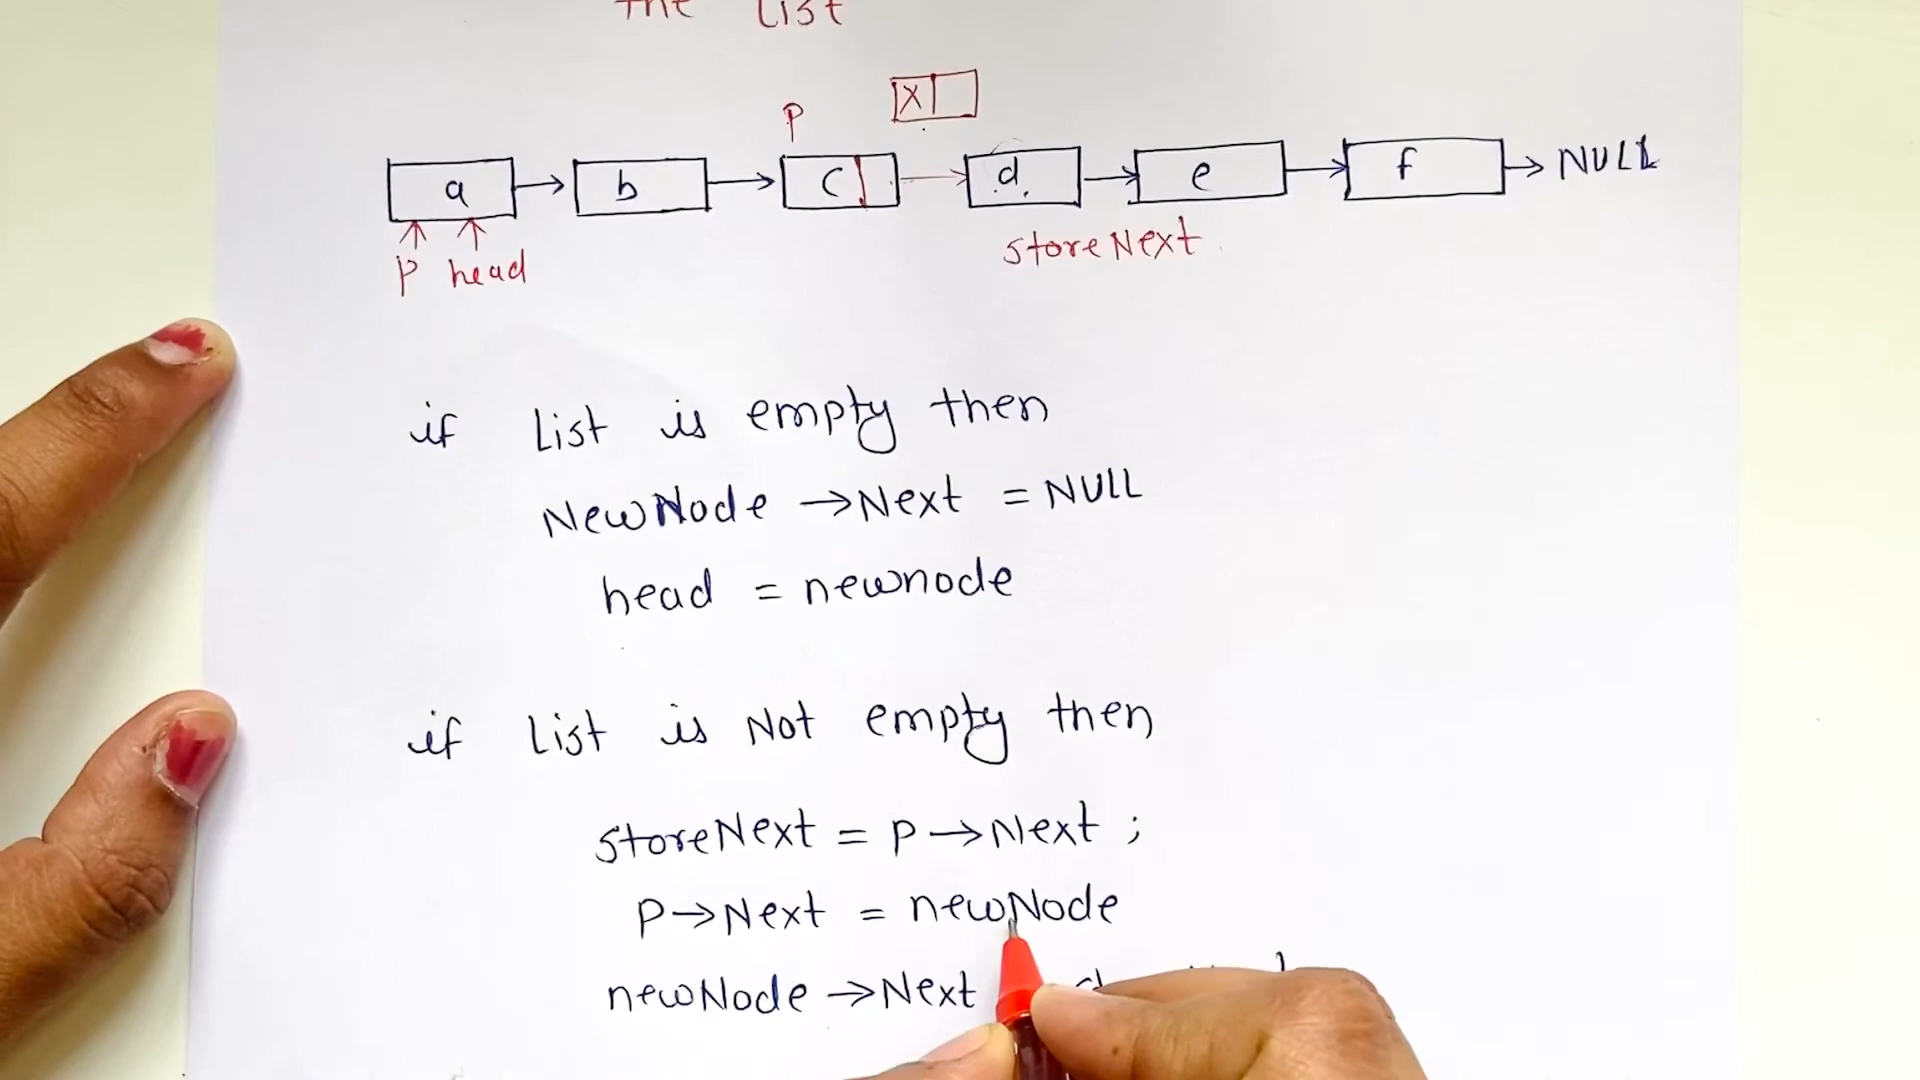 the List
P X
a b c d e f NULL
P head storeNext
if List is empty then
NewNode →Next = NULL
head = newnode
if List is Not empty then
storeNext = P→Next ;
P→Next = newNode
newNode →Next